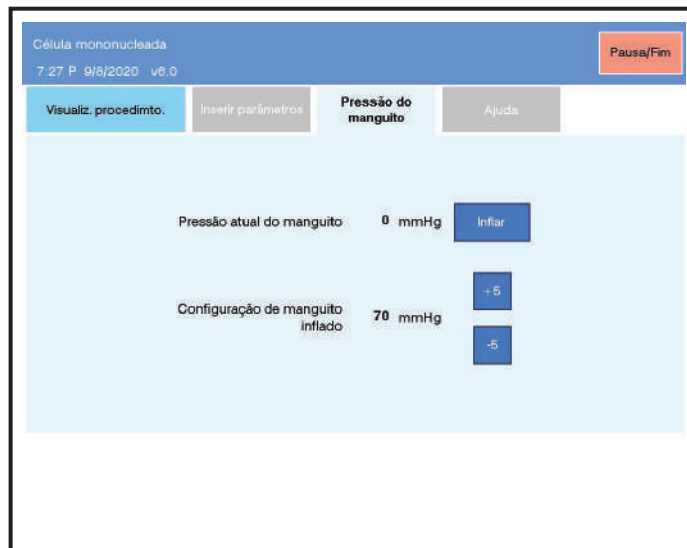 Célula mononucleada
Pausa/Fim
7:27 P 9/8/2020 v6.0
Visualiz. procedimto.
Inserir parâmetros
Pressão do
manguito
Ajuda
Pressão atual do manguito 0 mmHg Inflar
+5
Configuração de manguito
inflado
70 mmHg
-5